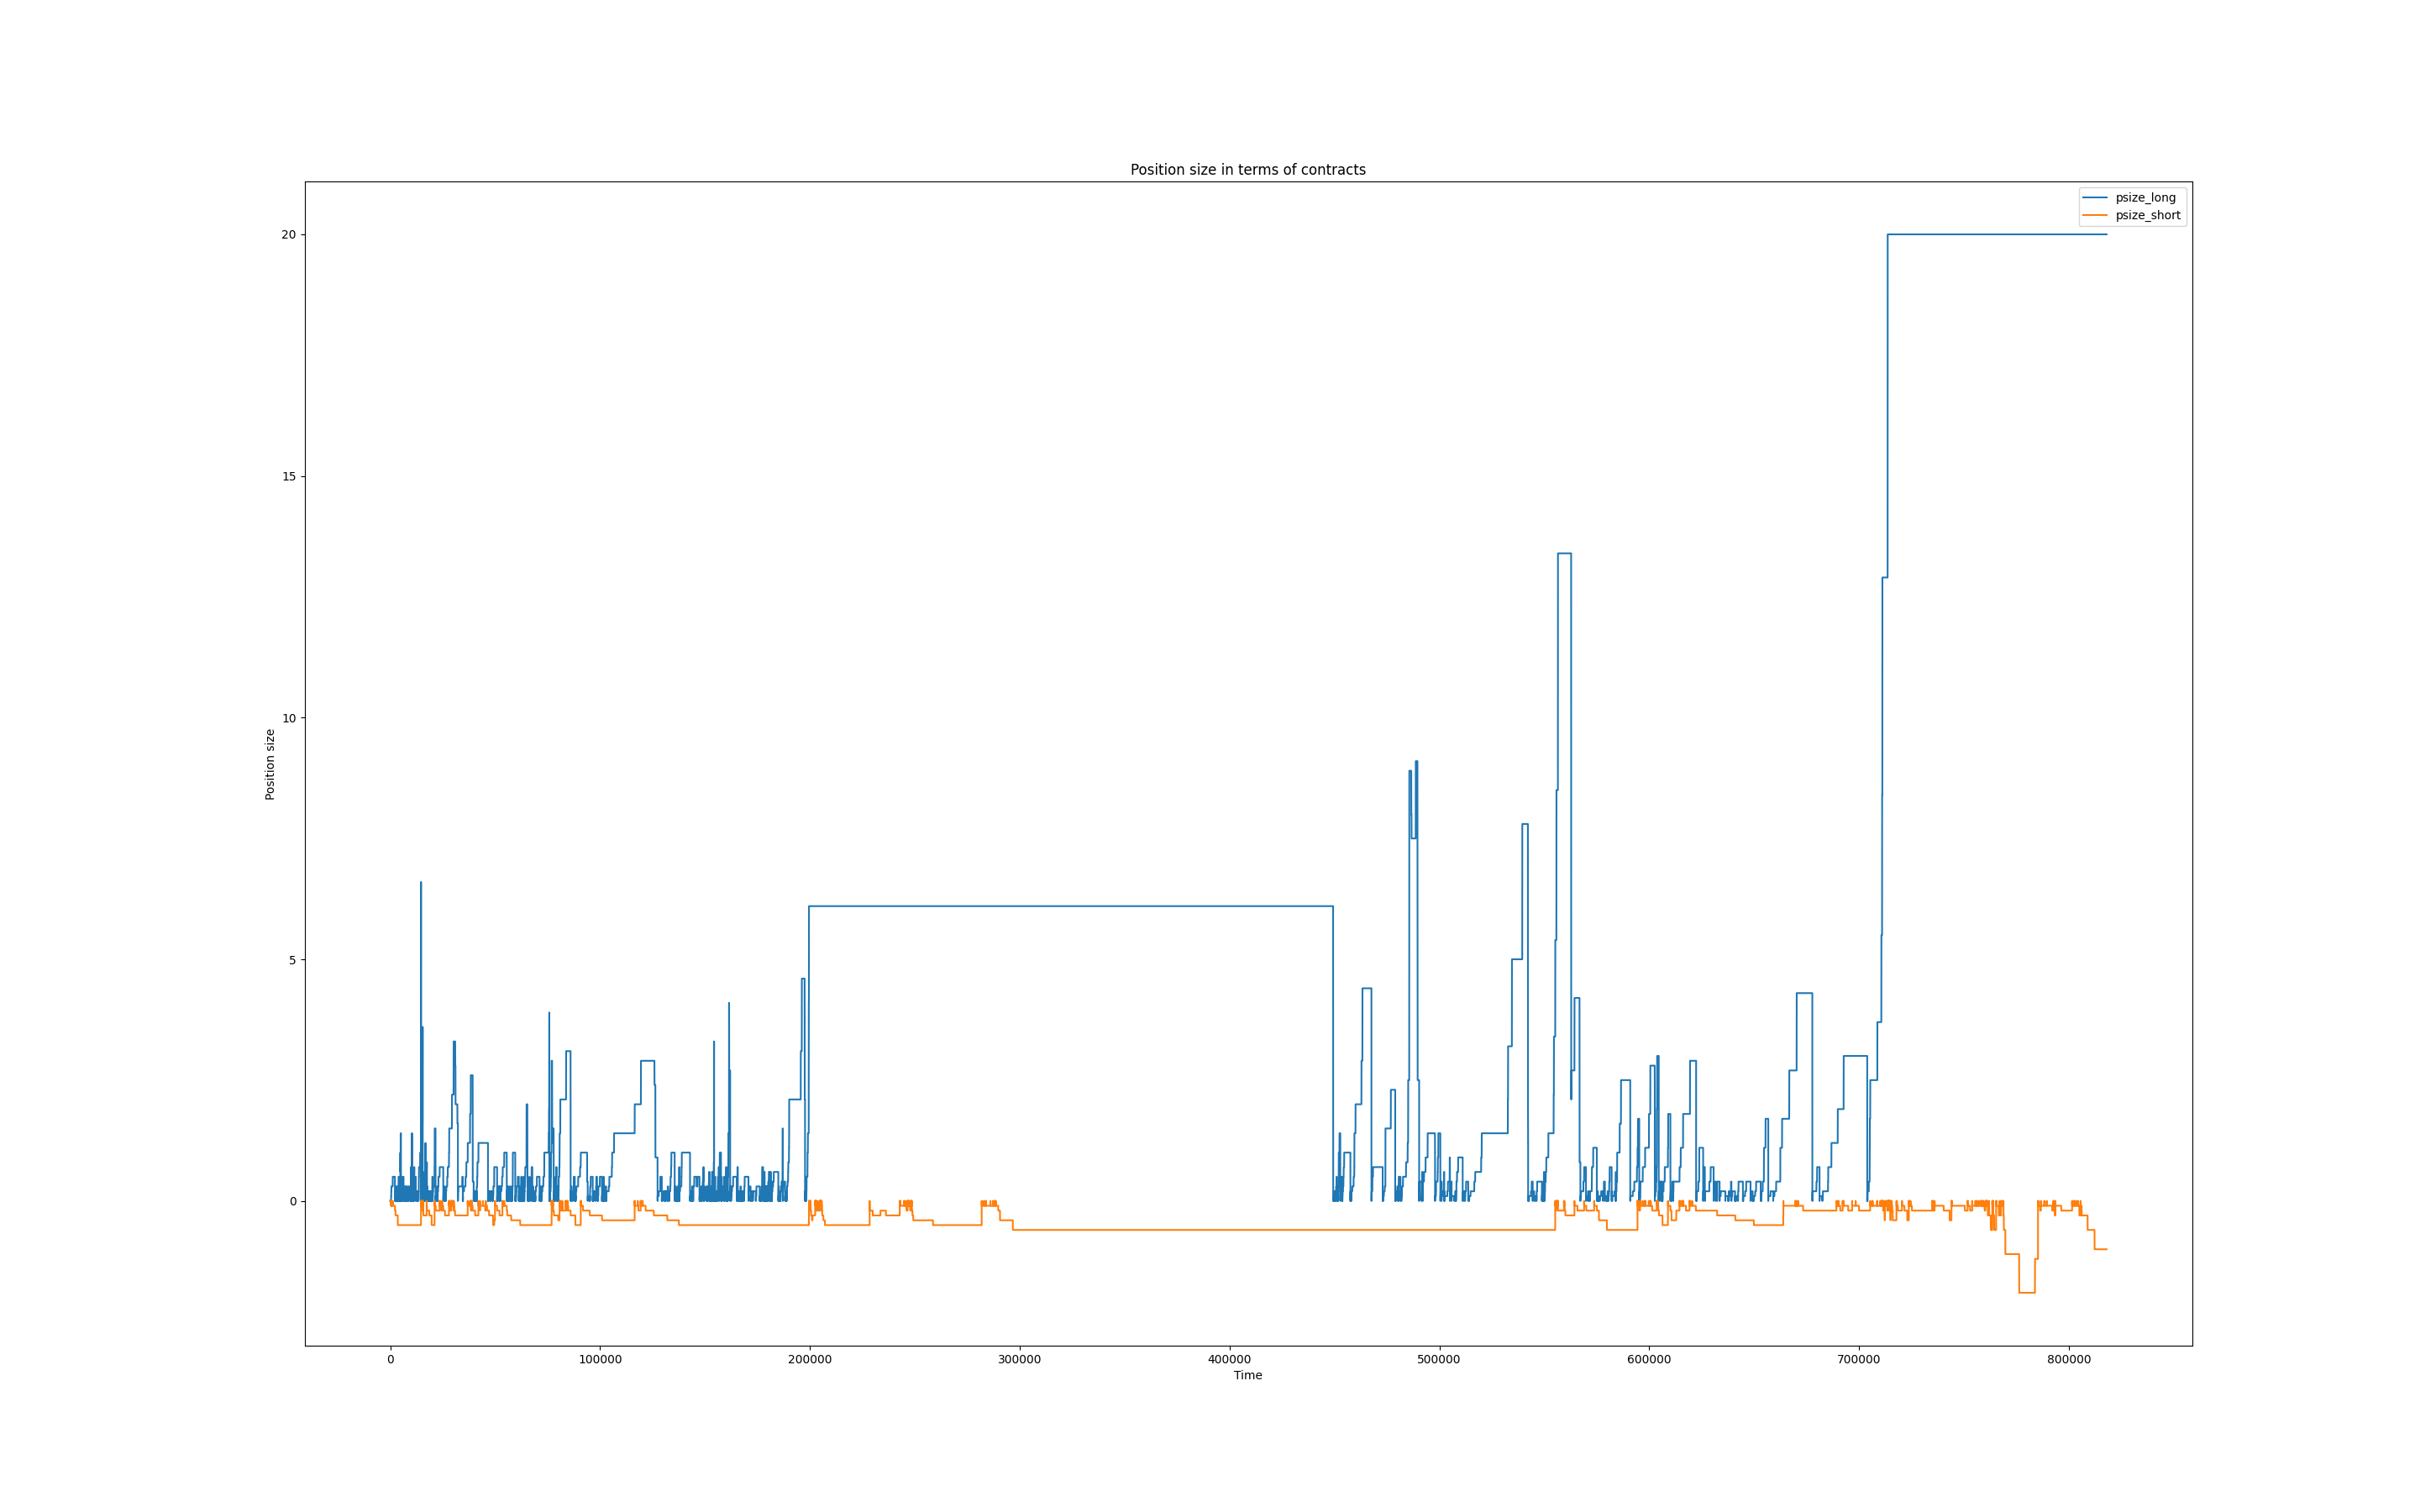 Position size in terms of contracts
psize_long
psize_short
20
15
10
5
0
Position size
0 100000 200000 300000 400000 500000 600000 700000 800000
Time